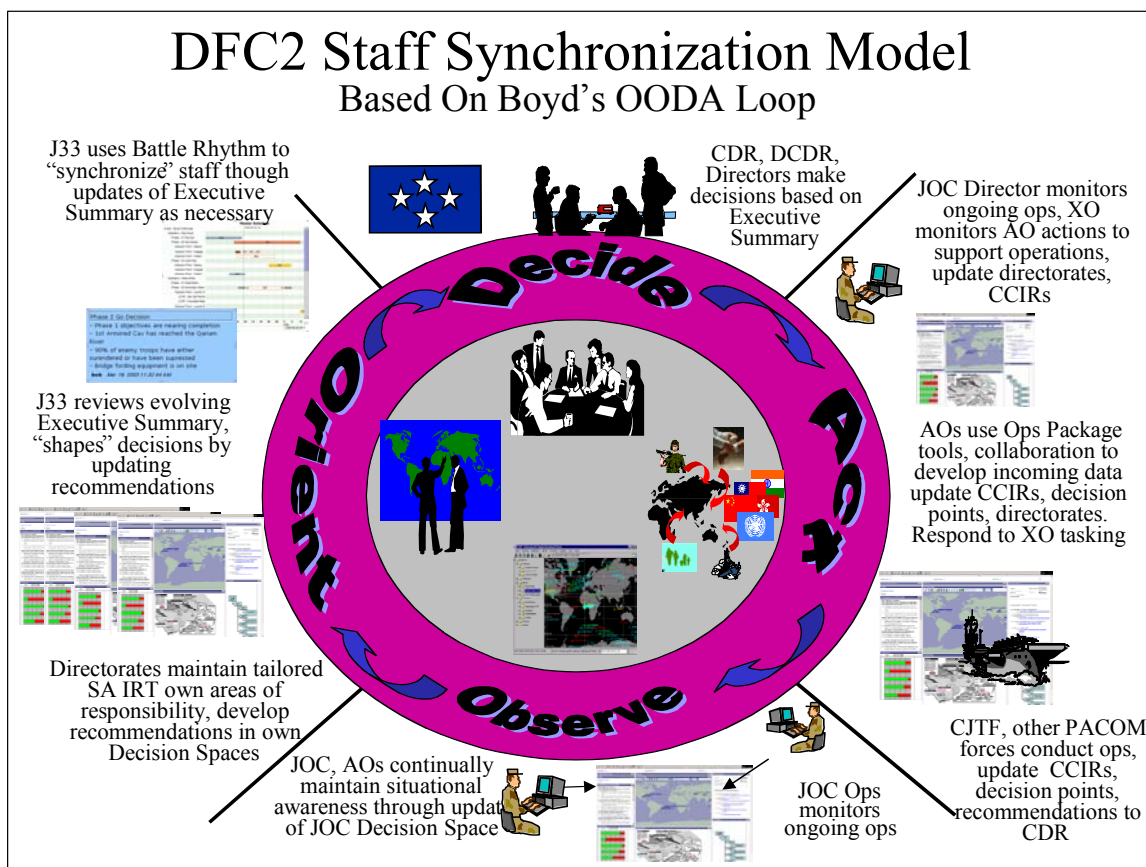 DFC2 Staff Synchronization Model
Based On Boyd's OODA Loop
J33 uses Battle Rhythm to
"synchronize" staff though
updates of Executive
Summary as necessary
CDR, DCDR,
Directors make
decisions based on
Executive
Summary
JOC Director monitors
ongoing ops, XO
monitors AO actions to
support operations,
update directorates,
CCIRs
Decide
Phase 2 Go Decision
- Phase 1 objectives are nearing completion
- 1st Armored Cav has reached the Qariam
River
- 90% of enemy troops have either
surendered or have been supressed
- Bridge fording equipment is on site
Orient
Act
J33 reviews evolving
Executive Summary,
"shapes" decisions by
updating
recommendations
AOs use Ops Package
tools, collaboration to
develop incoming data
update CCIRs, decision
points, directorates.
Respond to XO tasking
Directorates maintain tailored
SA IRT own areas of
responsibility, develop
recommendations in own
Decision Spaces
Observe
CJTF, other PACOM
forces conduct ops,
update CCIRs,
decision points,
recommendations to
CDR
JOC, AOs continually
maintain situational
awareness through updat
of JOC Decision Space
JOC Ops
monitors
ongoing ops